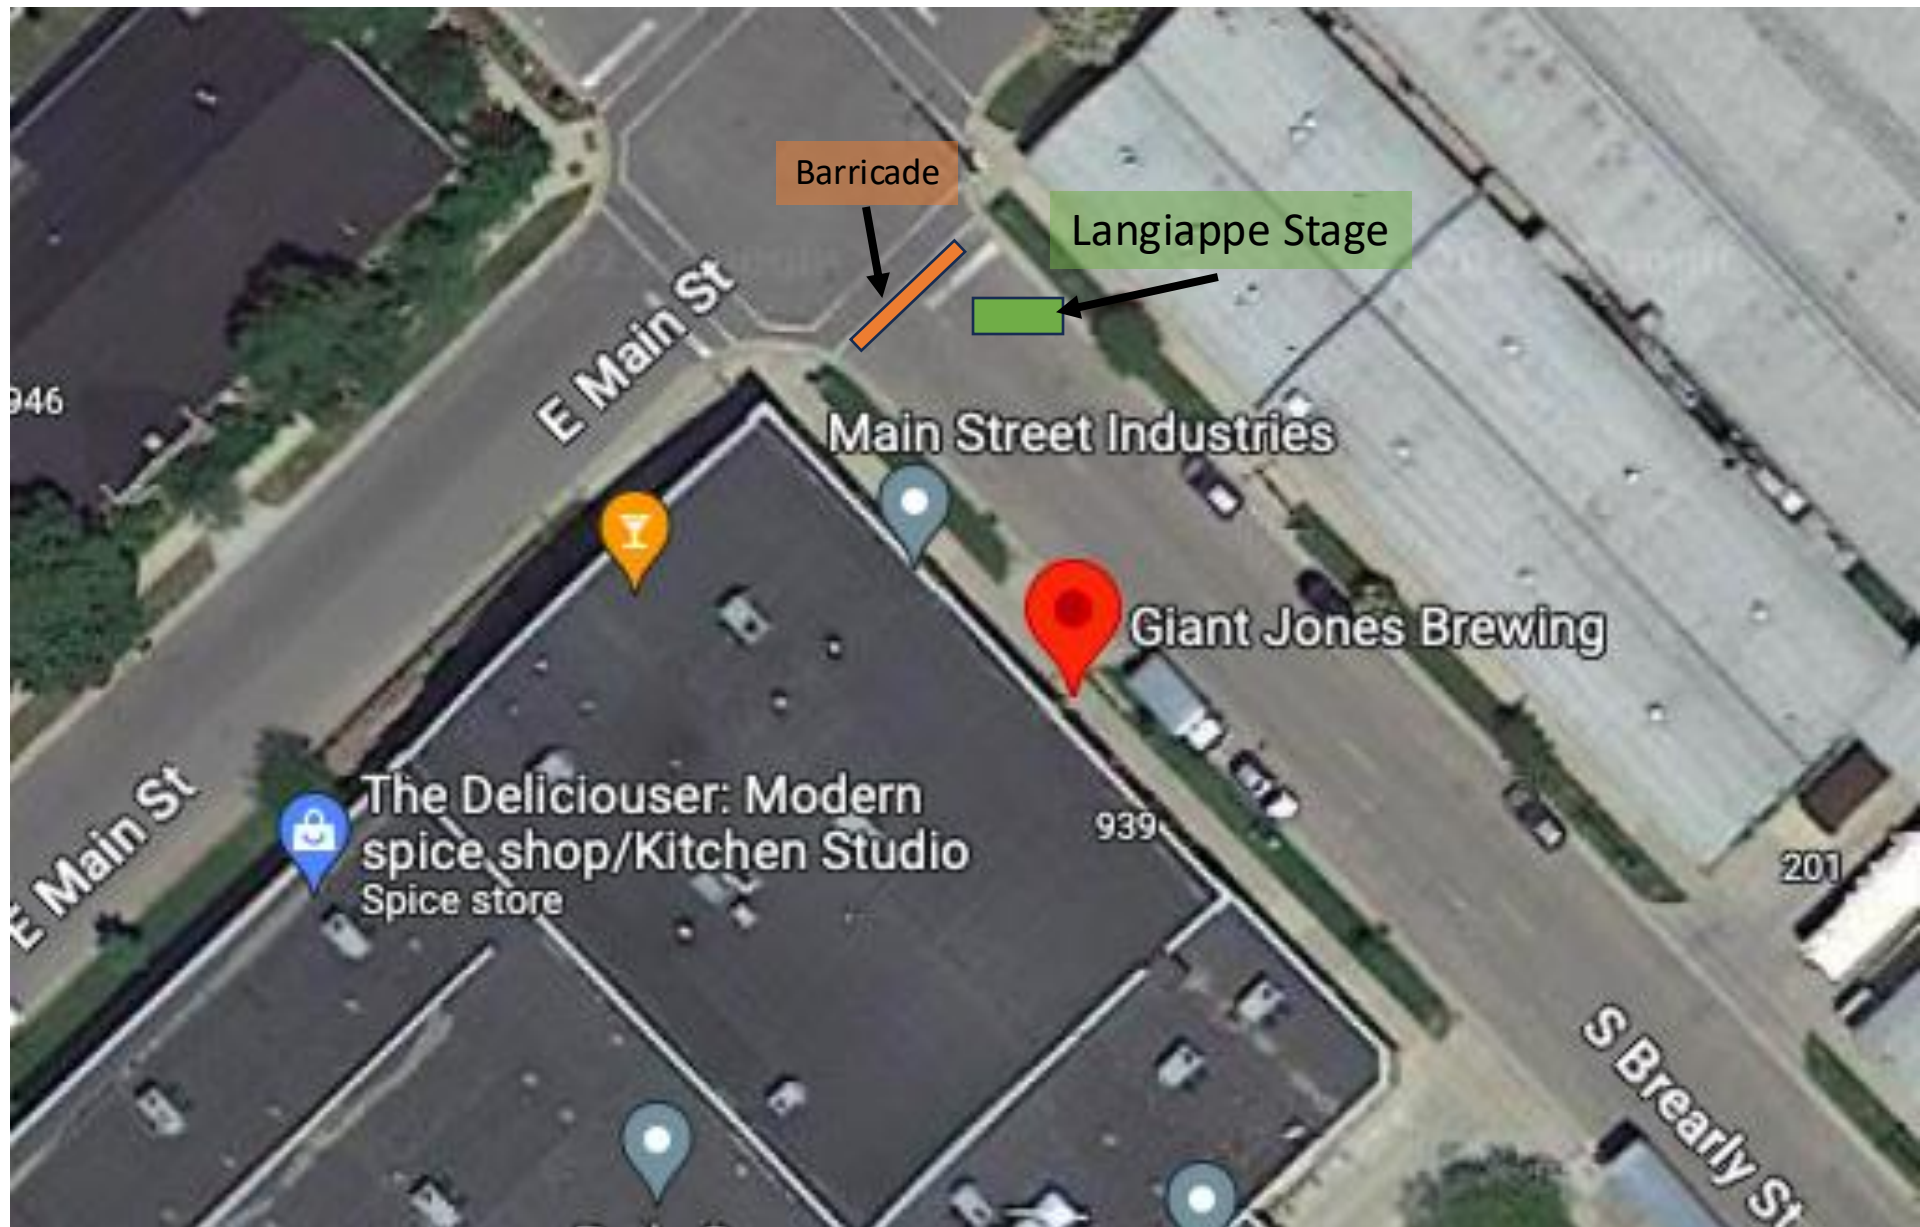 Barricade
Langiappe Stage
E Main St
946
Main Street Industries
Giant Jones Brewing
E Main St
The Deliciouser: Modern
spice shop/Kitchen Studio
Spice store
939
201
S Brearly St